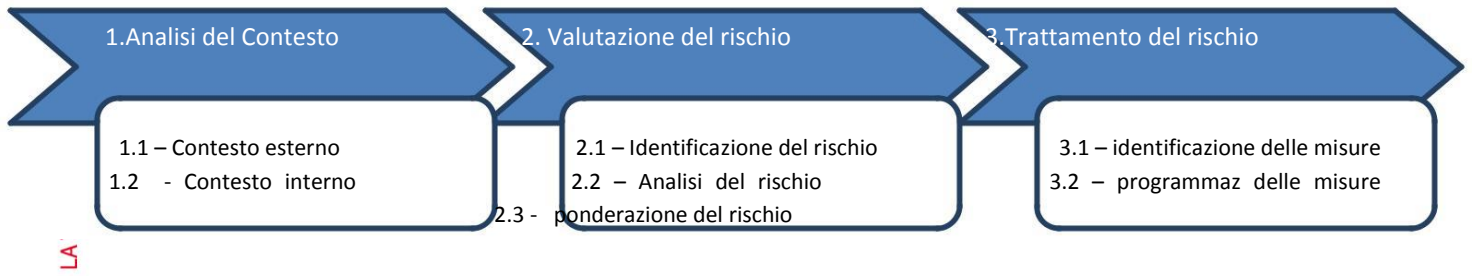 1.Analisi del Contesto
1.1 – Contesto esterno
1.2 - Contesto interno
2. Valutazione del rischio
2.1 – Identificazione del rischio
2.2 – Analisi del rischio
2.3 - ponderazione del rischio
3.Trattamento del rischio
3.1 – identificazione delle misure
3.2 – programmaz delle misure
LA